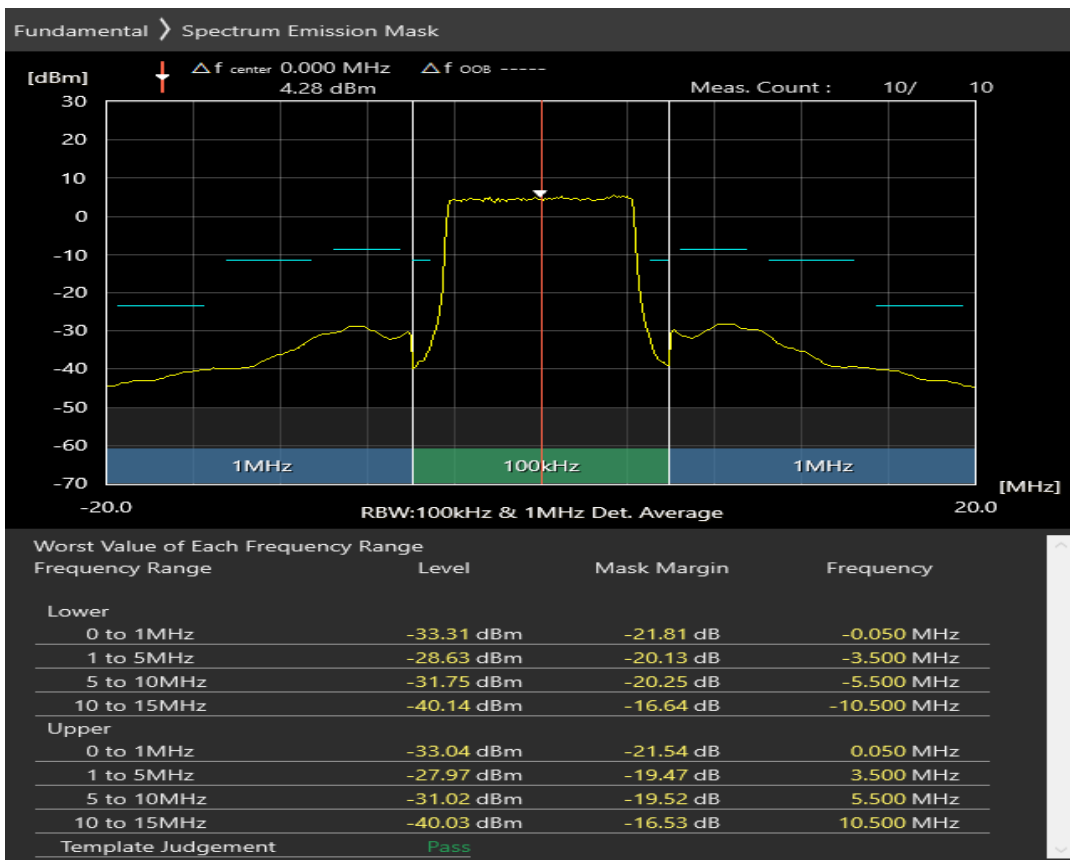 Fundamental 〉 Spectrum Emission Mask
[dBm] Δf center 0.000 MHz Δf OOB -----
4.28 dBm Meas. Count : 10/ 10
30
20
10
0
-10
-20
-30
-40
-50
-60
1MHz 100kHz 1MHz
-70
[MHz]
-20.0 RBW:100kHz & 1MHz Det. Average 20.0
Worst Value of Each Frequency Range
Frequency Range Level Mask Margin Frequency
Lower
0 to 1MHz -33.31 dBm -21.81 dB -0.050 MHz
1 to 5MHz -28.63 dBm -20.13 dB -3.500 MHz
5 to 10MHz -31.75 dBm -20.25 dB -5.500 MHz
10 to 15MHz -40.14 dBm -16.64 dB -10.500 MHz
Upper
0 to 1MHz -33.04 dBm -21.54 dB 0.050 MHz
1 to 5MHz -27.97 dBm -19.47 dB 3.500 MHz
5 to 10MHz -31.02 dBm -19.52 dB 5.500 MHz
10 to 15MHz -40.03 dBm -16.53 dB 10.500 MHz
Template Judgement Pass